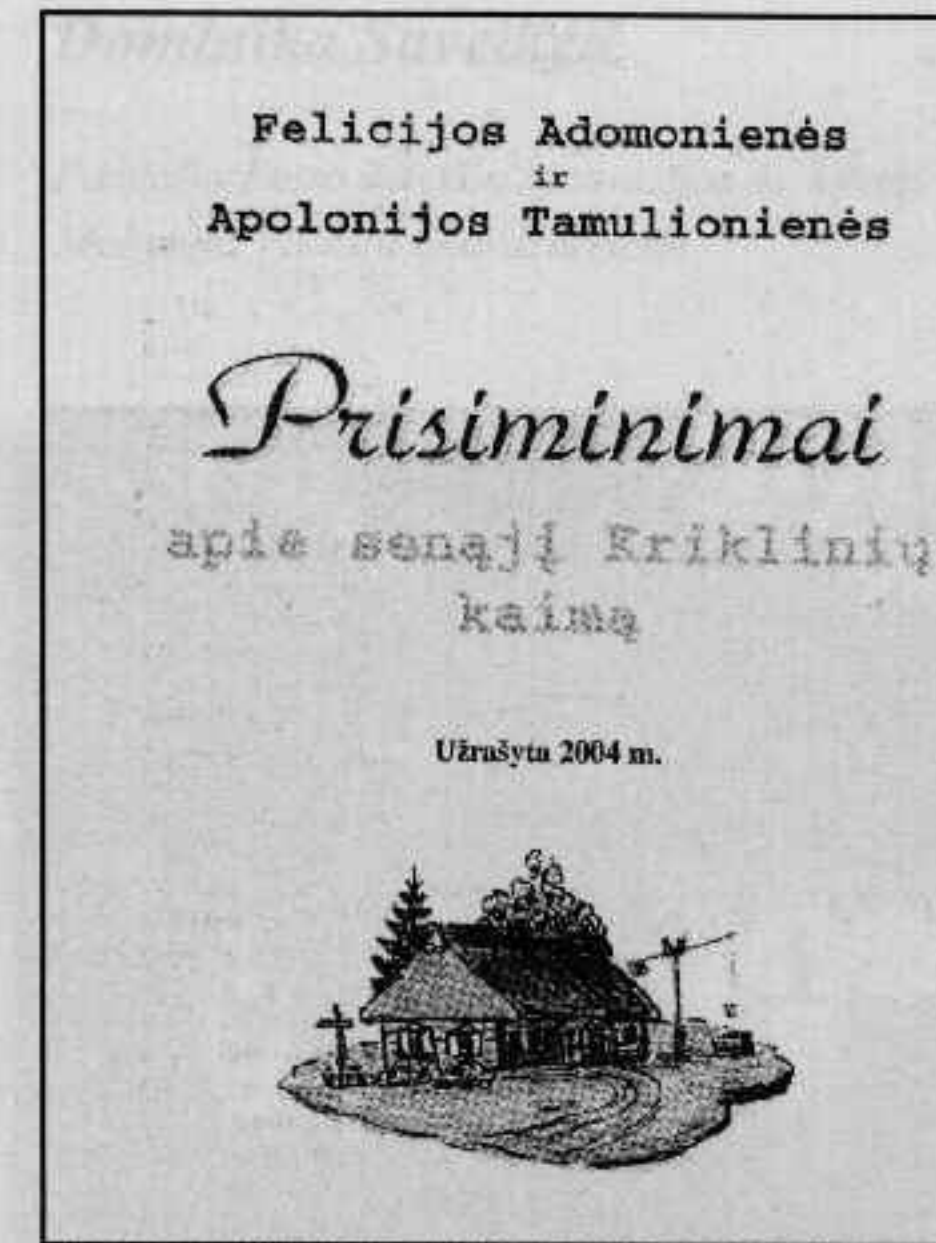 Felicijos Adomonienės
ir
Apolonijos Tamulionienės
Prisiminimai
apie senąjį Kriklinių
kaimą
Užrašyta 2004 m.